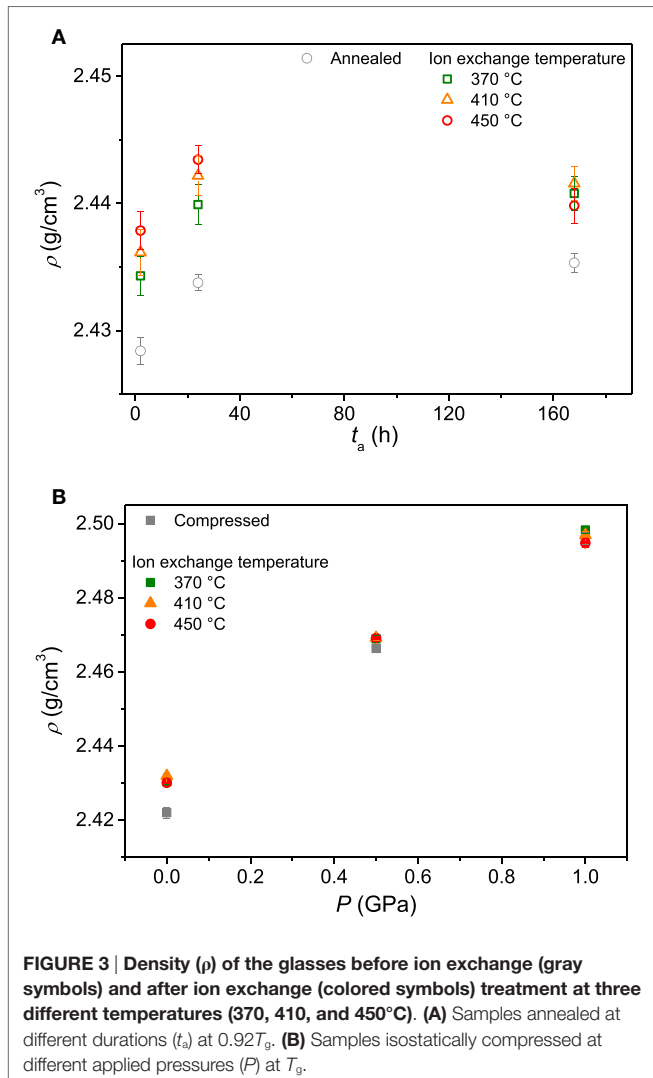 A
Annealed
Ion exchange temperature
370 °C
410 °C
450 °C
2.45
2.44
2.43
ρ (g/cm³)
0 40 80 120 160
tₐ (h)
B
Compressed
Ion exchange temperature
370 °C
410 °C
450 °C
2.50
2.48
2.46
2.44
2.42
ρ (g/cm³)
0.0 0.2 0.4 0.6 0.8 1.0
P (GPa)
FIGURE 3 | Density (ρ) of the glasses before ion exchange (gray
symbols) and after ion exchange (colored symbols) treatment at three
different temperatures (370, 410, and 450°C). (A) Samples annealed at
different durations (tₐ) at 0.92T_g. (B) Samples isostatically compressed at
different applied pressures (P) at T_g.